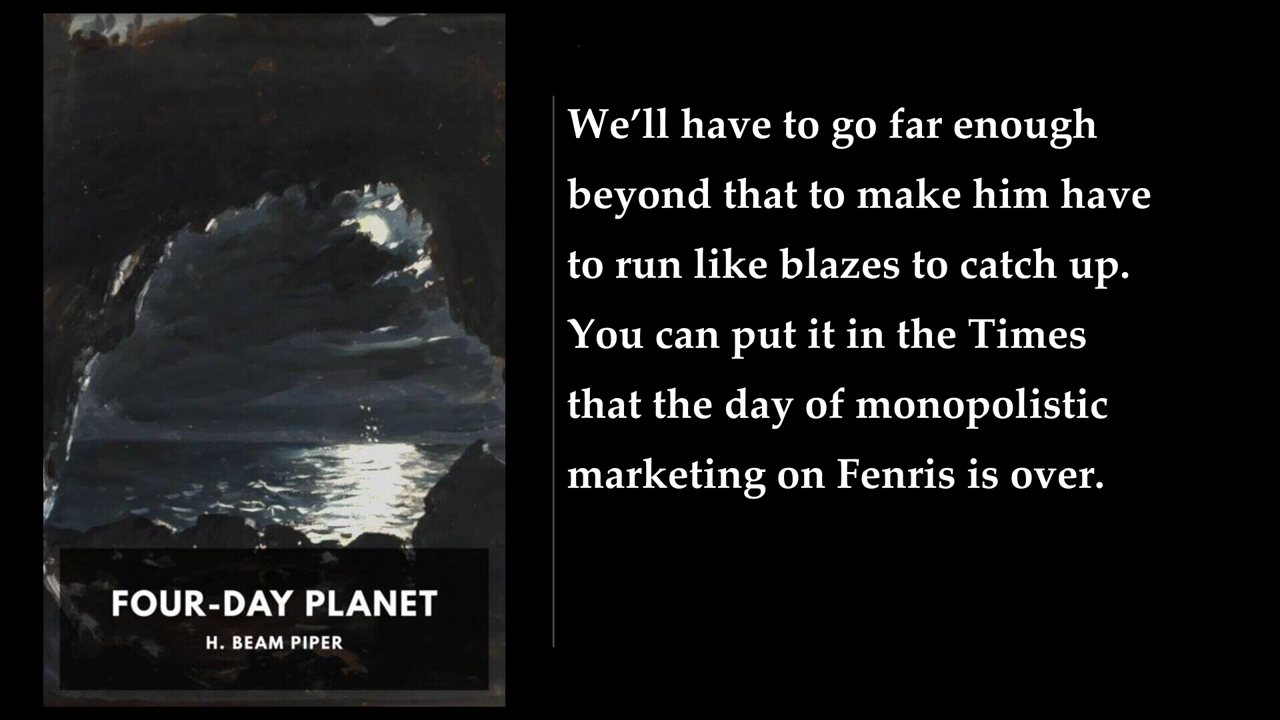 FOUR-DAY PLANET
H. BEAM PIPER
We’ll have to go far enough
beyond that to make him have
to run like blazes to catch up.
You can put it in the Times
that the day of monopolistic
marketing on Fenris is over.